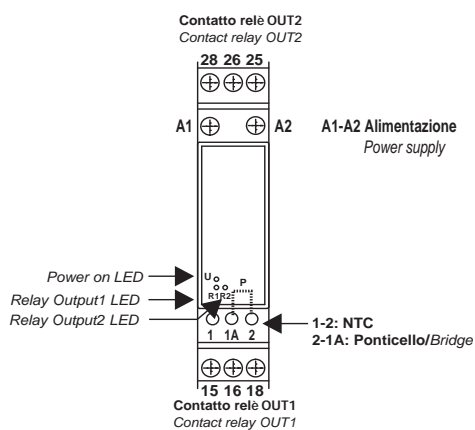 Contatto relè OUT2
Contact relay OUT2
28 26 25
A1 A2
A1-A2 Alimentazione
Power supply
Power on LED
U
P
Relay Output1 LED
R1R2
Relay Output2 LED
1 1A 2
1-2: NTC
2-1A: Ponticello/Bridge
15 16 18
Contatto relè OUT1
Contact relay OUT1